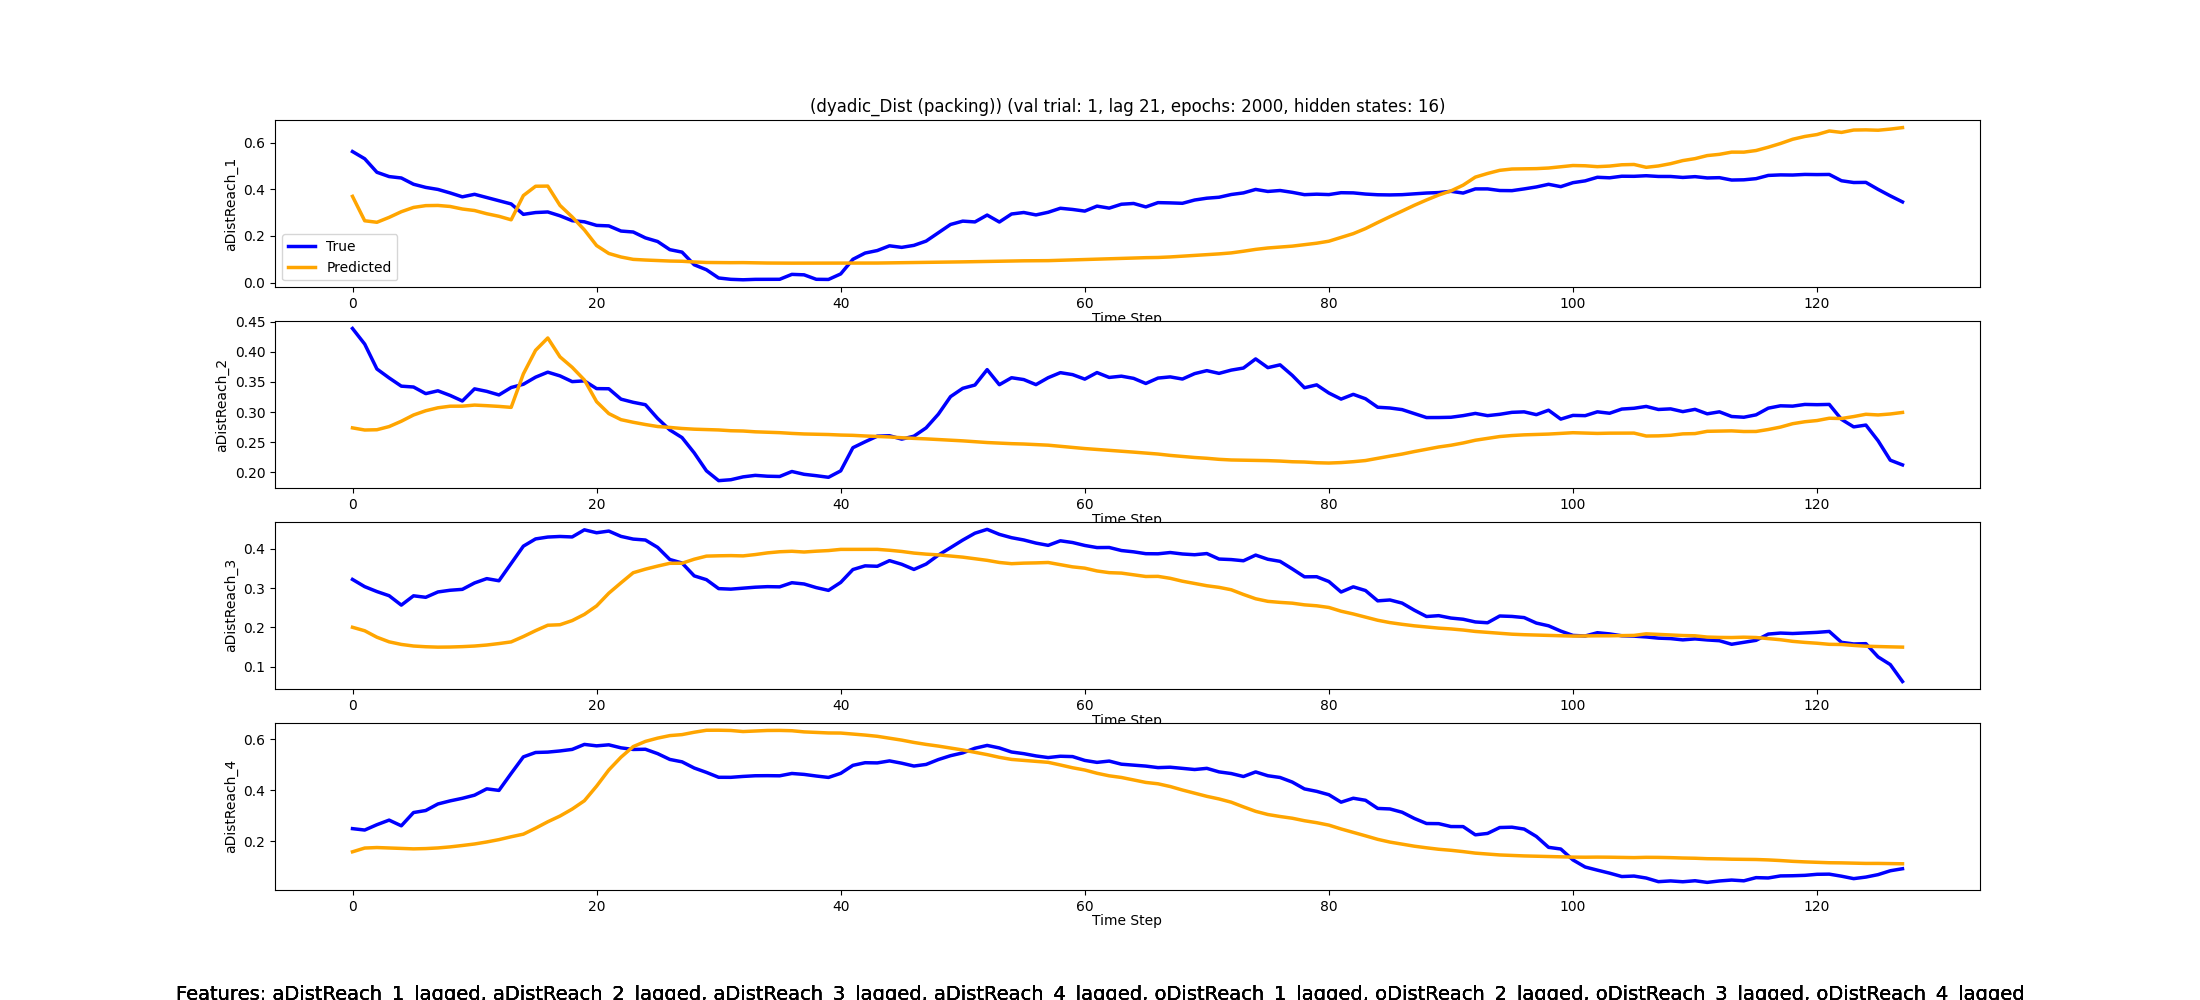 (dyadic_Dist (packing)) (val trial: 1, lag 21, epochs: 2000, hidden states: 16)
aDistReach_1
0.6
0.4
0.2
0.0
True
Predicted
0 20 40 60 80 100 120
Time Step
aDistReach_2
0.45
0.40
0.35
0.30
0.25
0.20
0 20 40 60 80 100 120
Time Step
aDistReach_3
0.4
0.3
0.2
0.1
0 20 40 60 80 100 120
Time Step
aDistReach_4
0.6
0.4
0.2
0 20 40 60 80 100 120
Time Step
Features: aDistReach_1_lagged, aDistReach_2_lagged, aDistReach_3_lagged, aDistReach_4_lagged, oDistReach_1_lagged, oDistReach_2_lagged, oDistReach_3_lagged, oDistReach_4_lagged